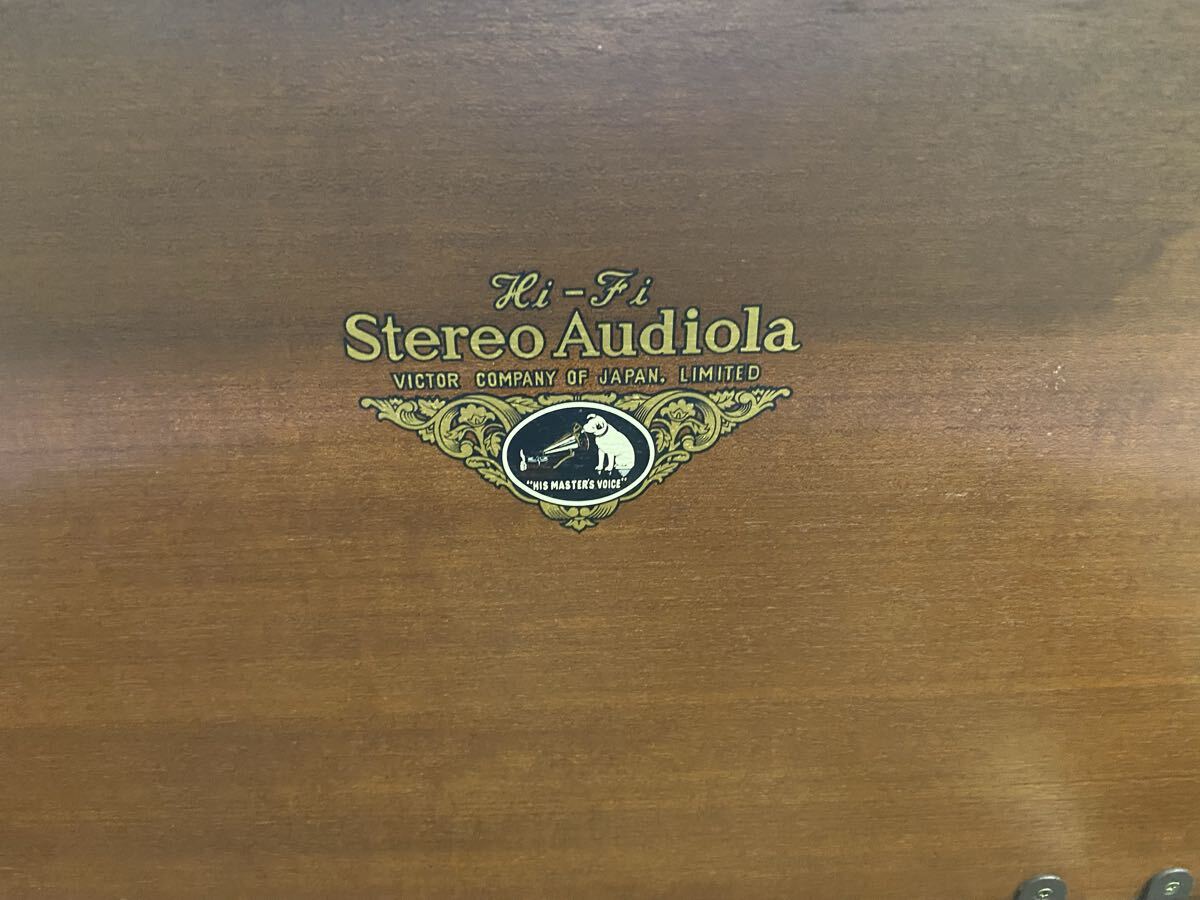 Hi-Fi
Stereo Audiola
VICTOR COMPANY OF JAPAN, LIMITED
"HIS MASTER'S VOICE"